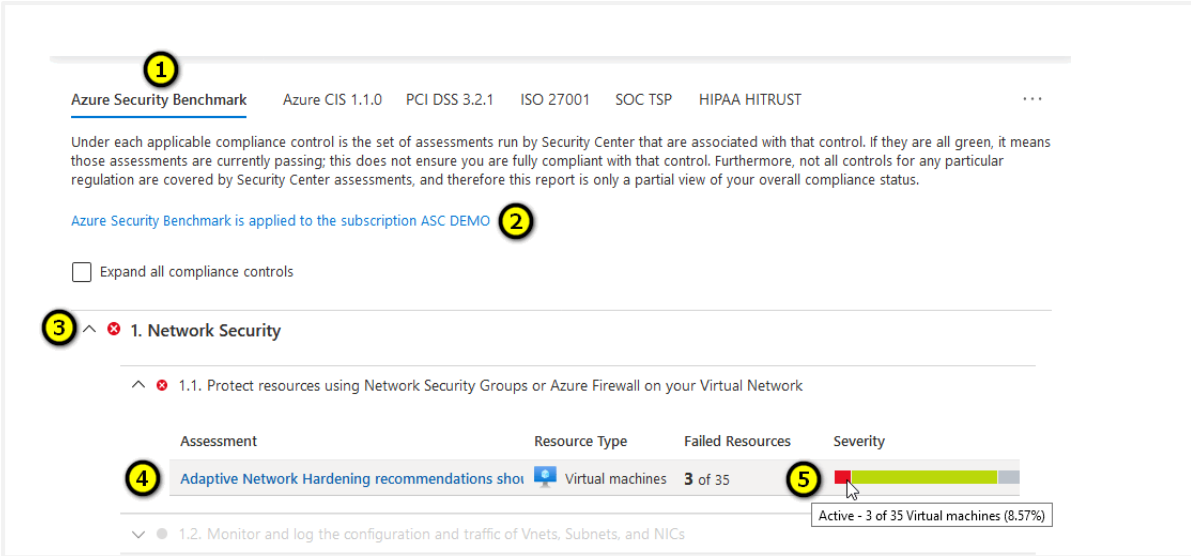 1
Azure Security Benchmark Azure CIS 1.1.0 PCI DSS 3.2.1 ISO 27001 SOC TSP HIPAA HITRUST ...
Under each applicable compliance control is the set of assessments run by Security Center that are associated with that control. If they are all green, it means
those assessments are currently passing; this does not ensure you are fully compliant with that control. Furthermore, not all controls for any particular
regulation are covered by Security Center assessments, and therefore this report is only a partial view of your overall compliance status.
Azure Security Benchmark is applied to the subscription ASC DEMO 2
Expand all compliance controls
3 1. Network Security
1.1. Protect resources using Network Security Groups or Azure Firewall on your Virtual Network
Assessment Resource Type Failed Resources Severity
4 Adaptive Network Hardening recommendations shou Virtual machines 3 of 35 5
Active - 3 of 35 Virtual machines (8.57%)
1.2. Monitor and log the configuration and traffic of Vnets, Subnets, and NICs